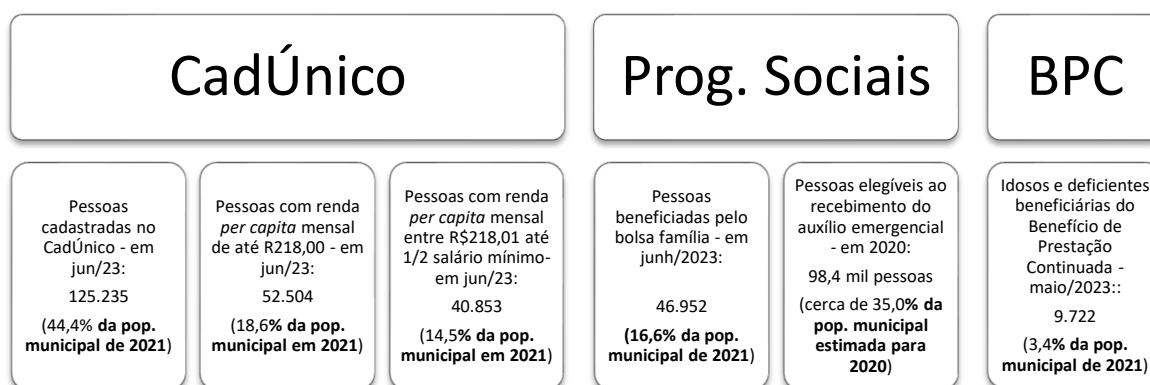 CadÚnico
Prog. Sociais
BPC
Pessoas
cadastradas no
CadÚnico - em
jun/23:
125.235
(44,4% da pop.
municipal de 2021)
Pessoas com renda
per capita mensal
de até R218,00 - em
jun/23:
52.504
(18,6% da pop.
municipal em 2021)
Pessoas com renda
per capita mensal
entre R$218,01 até
1/2 salário mínimo-
em jun/23:
40.853
(14,5% da pop.
municipal em 2021)
Pessoas
beneficiadas pelo
bolsa família - em
junh/2023:
46.952
(16,6% da pop.
municipal de 2021)
Pessoas elegíveis ao
recebimento do
auxílio emergencial
- em 2020:
98,4 mil pessoas
(cerca de 35,0% da
pop. municipal
estimada para
2020)
Idosos e deficientes
beneficiárias do
Benefício de
Prestação
Continuada -
maio/2023::
9.722
(3,4% da pop.
municipal de 2021)